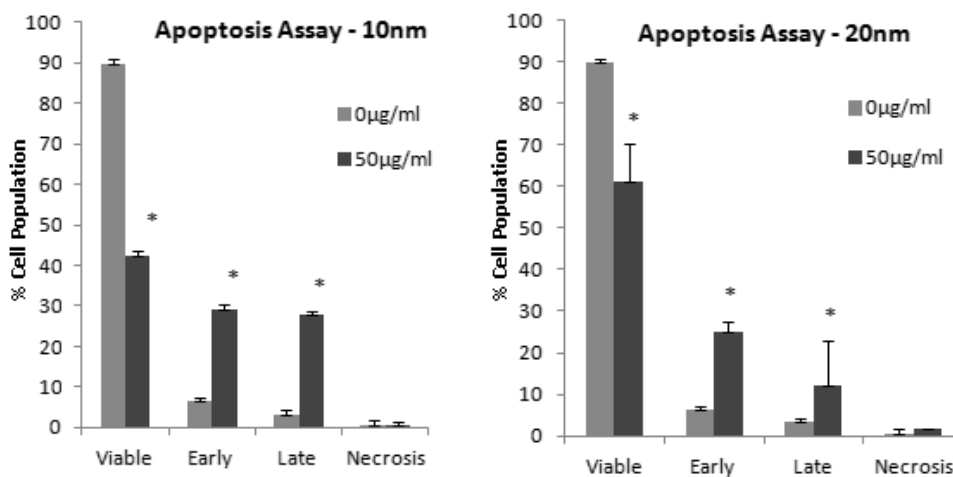 Apoptosis Assay - 10nm
% Cell Population
100
90
80
70
60
50
40
30
20
10
0
0µg/ml
50µg/ml
*
*
*
Viable Early Late Necrosis
Apoptosis Assay - 20nm
% Cell Population
100
90
80
70
60
50
40
30
20
10
0
0µg/ml
50µg/ml
*
*
*
Viable Early Late Necrosis